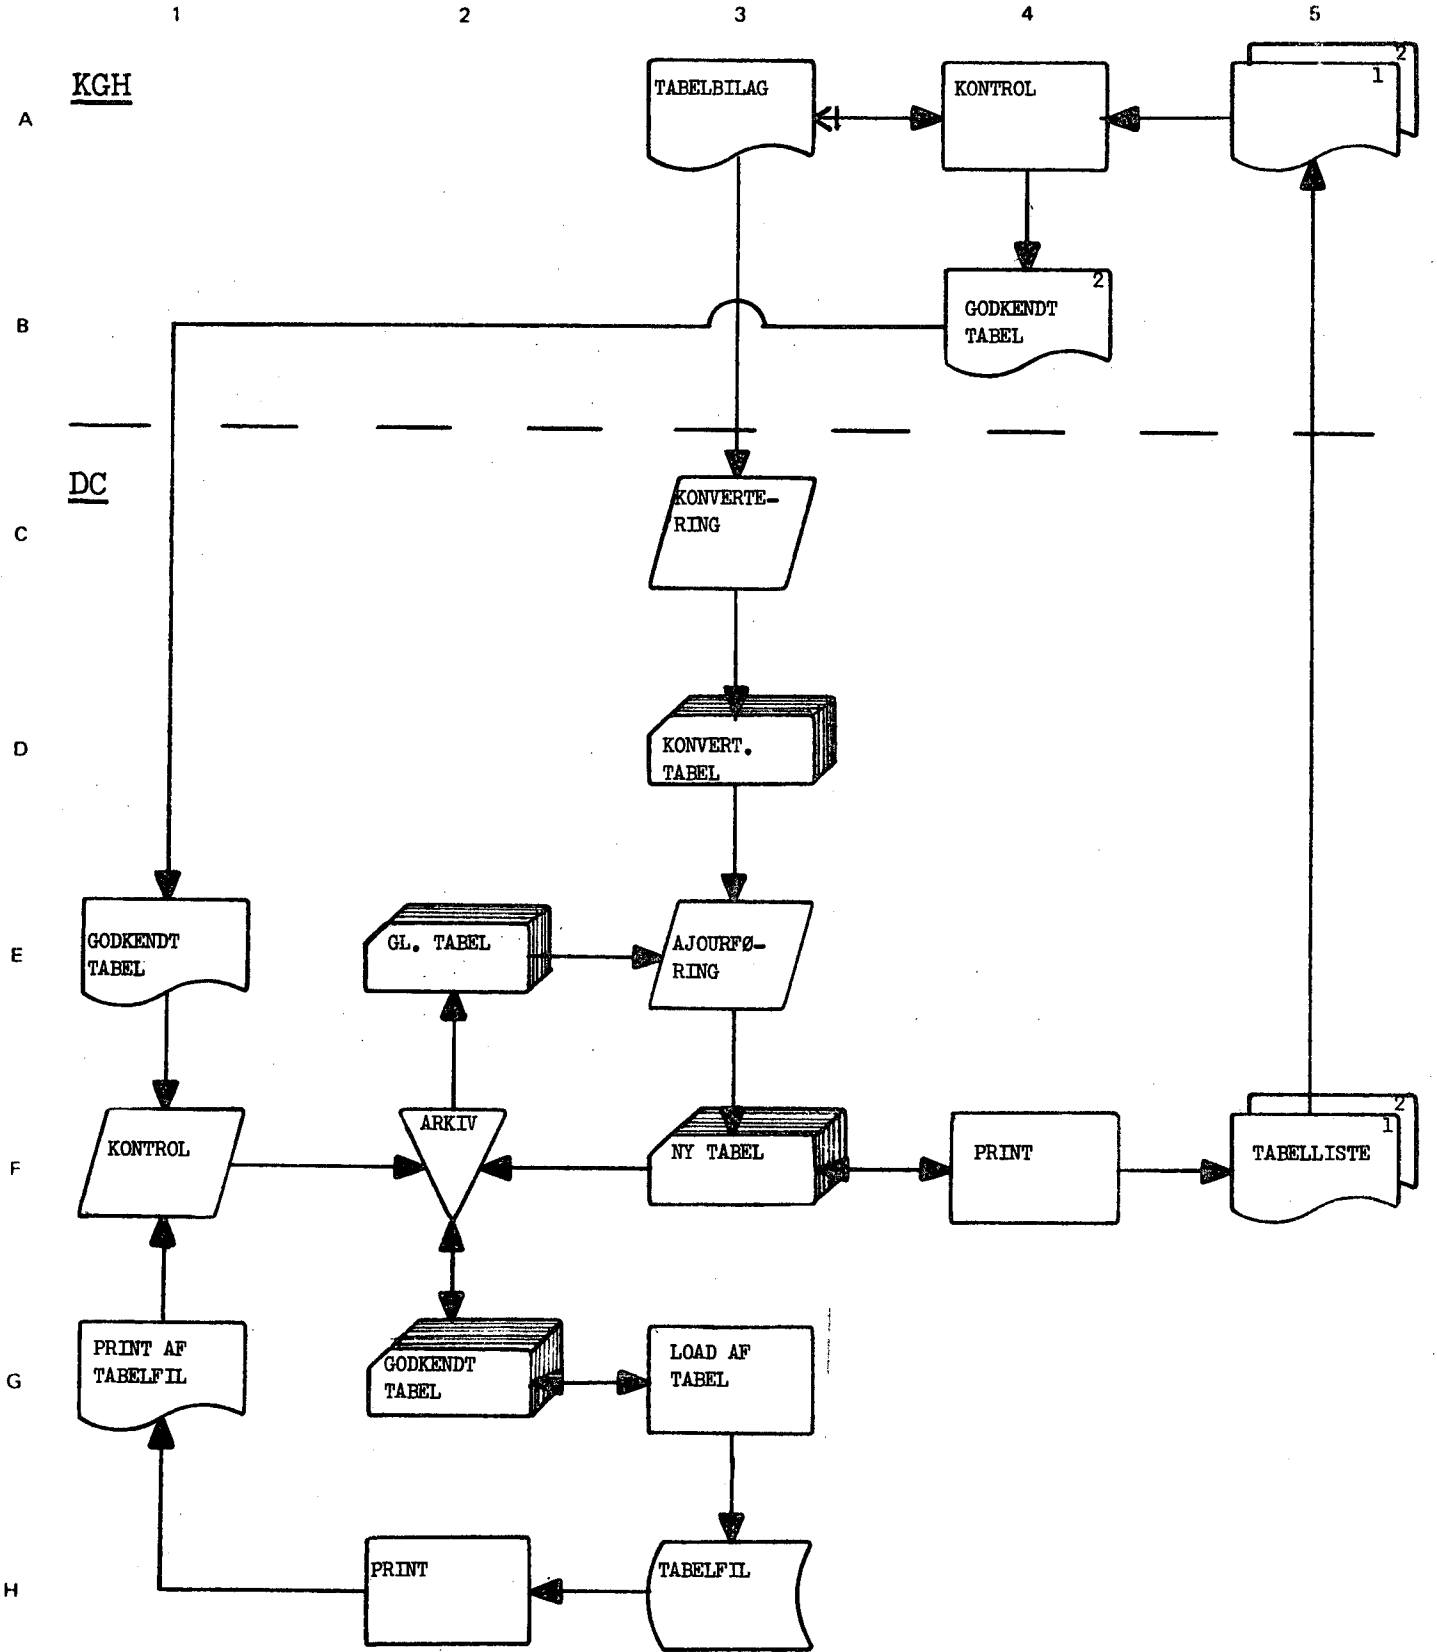 1 2 3 4 5
KGH
A
TABELBILAG
KONTROL
2
1
B
2
GODKENDT
TABEL
DC
C
KONVERTE-
RING
D
KONVERT.
TABEL
E
GODKENDT
TABEL
GL. TABEL
AJOURFØ-
RING
F
KONTROL
ARKIV
NY TABEL
PRINT
2
1
TABELLISTE
G
PRINT AF
TABELFIL
GODKENDT
TABEL
LOAD AF
TABEL
H
PRINT
TABELFIL